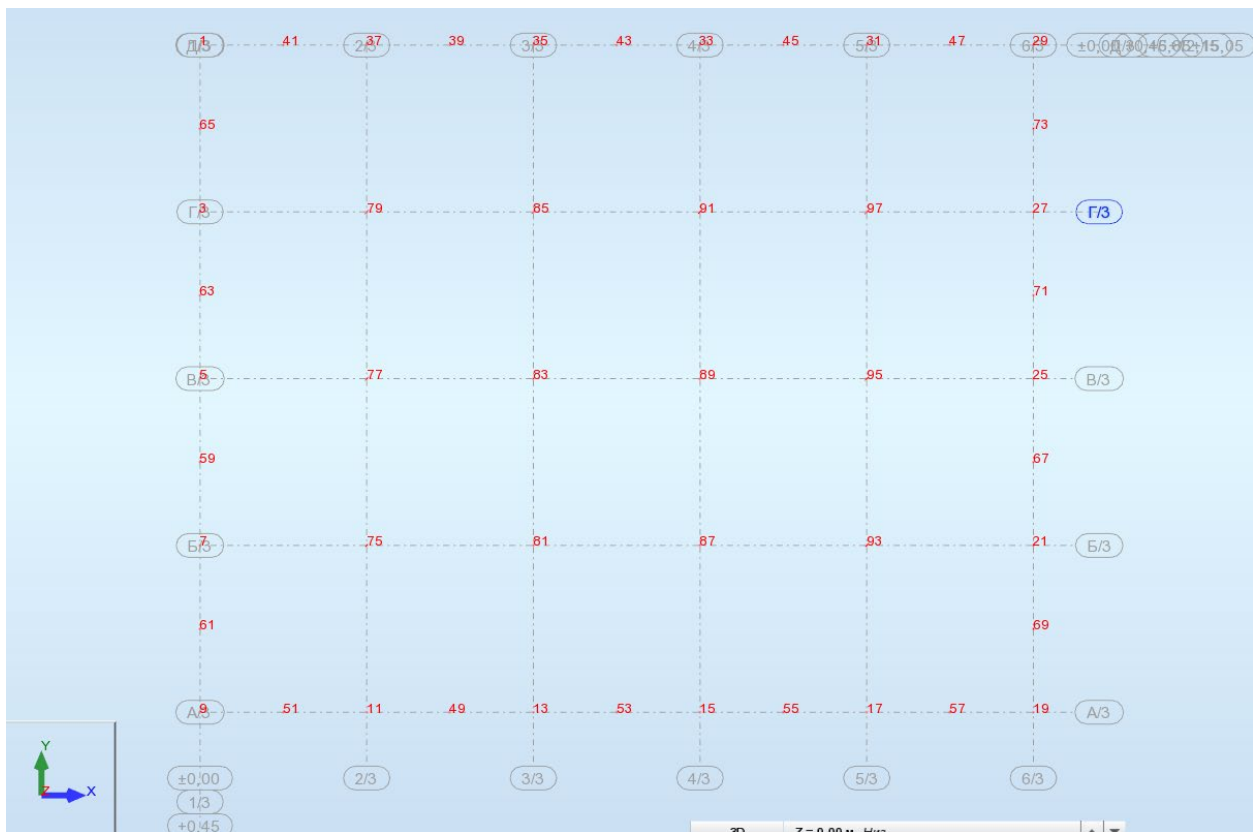 1 41 2/3 37 39 3/3 35 43 4/3 33 45 5/3 31 47 6/3 29
65 73
Г/3 3 79 85 91 97 27 Г/3
63 71
В/3 5 77 83 89 95 25 В/3
59 67
Б/3 7 75 81 87 93 21 Б/3
61 69
А/3 9 51 11 49 13 53 15 55 17 57 19 А/3
Y
Z X
±0,00 2/3 3/3 4/3 5/3 6/3
1/3
+0,45
3D Z = 0,00 м - Низ